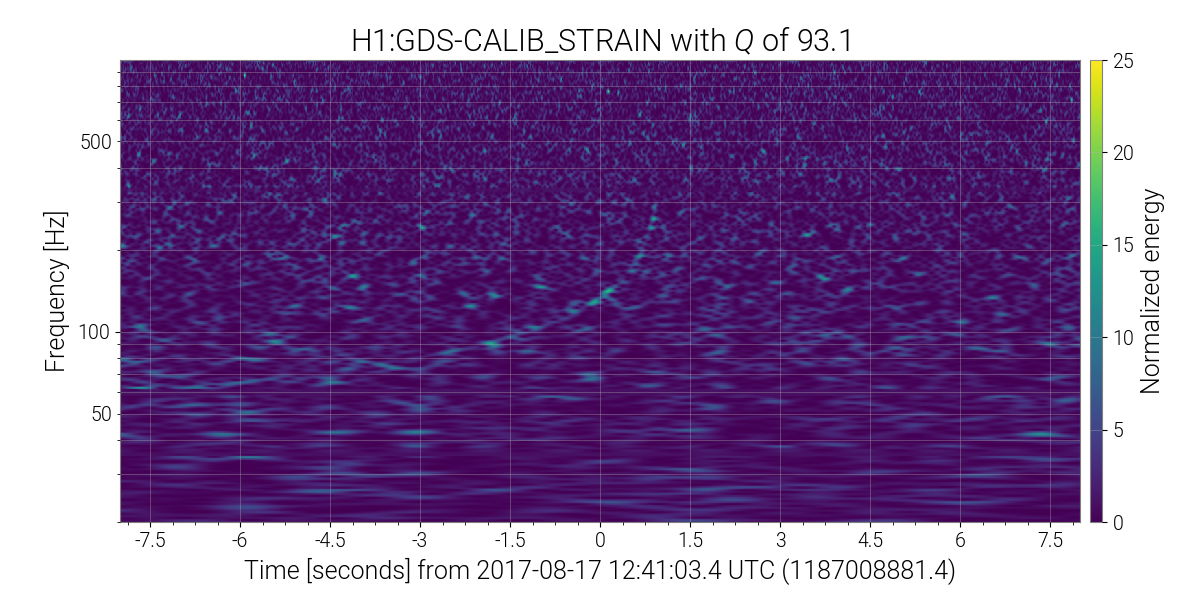 H1:GDS-CALIB_STRAIN with Q of 93.1
Frequency [Hz]
500
100
50
-7.5 -6 -4.5 -3 -1.5 0 1.5 3 4.5 6 7.5
Time [seconds] from 2017-08-17 12:41:03.4 UTC (1187008881.4)
25
20
15
10
5
0
Normalized energy